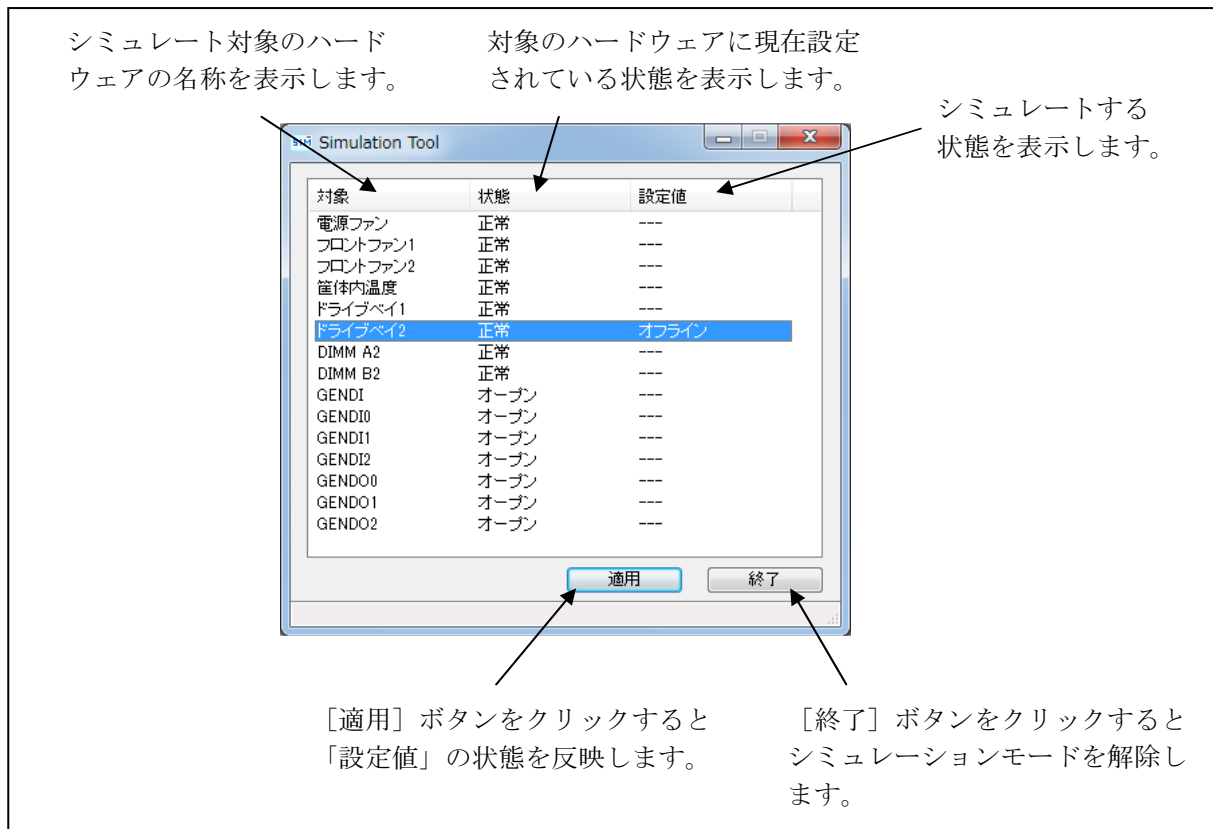 シミュレート対象のハード
ウェアの名称を表示します。
対象のハードウェアに現在設定
されている状態を表示します。
シミュレートする
状態を表示します。
SIM Simulation Tool
対象 状態 設定値
電源ファン 正常 ---
フロントファン1 正常 ---
フロントファン2 正常 ---
筐体内温度 正常 ---
ドライブベイ1 正常 ---
ドライブベイ2 正常 オフライン
DIMM A2 正常 ---
DIMM B2 正常 ---
GENDI オープン ---
GENDI0 オープン ---
GENDI1 オープン ---
GENDI2 オープン ---
GENDO0 オープン ---
GENDO1 オープン ---
GENDO2 オープン ---
適用 終了
[適用]ボタンをクリックすると
「設定値」の状態を反映します。
[終了]ボタンをクリックすると
シミュレーションモードを解除し
ます。